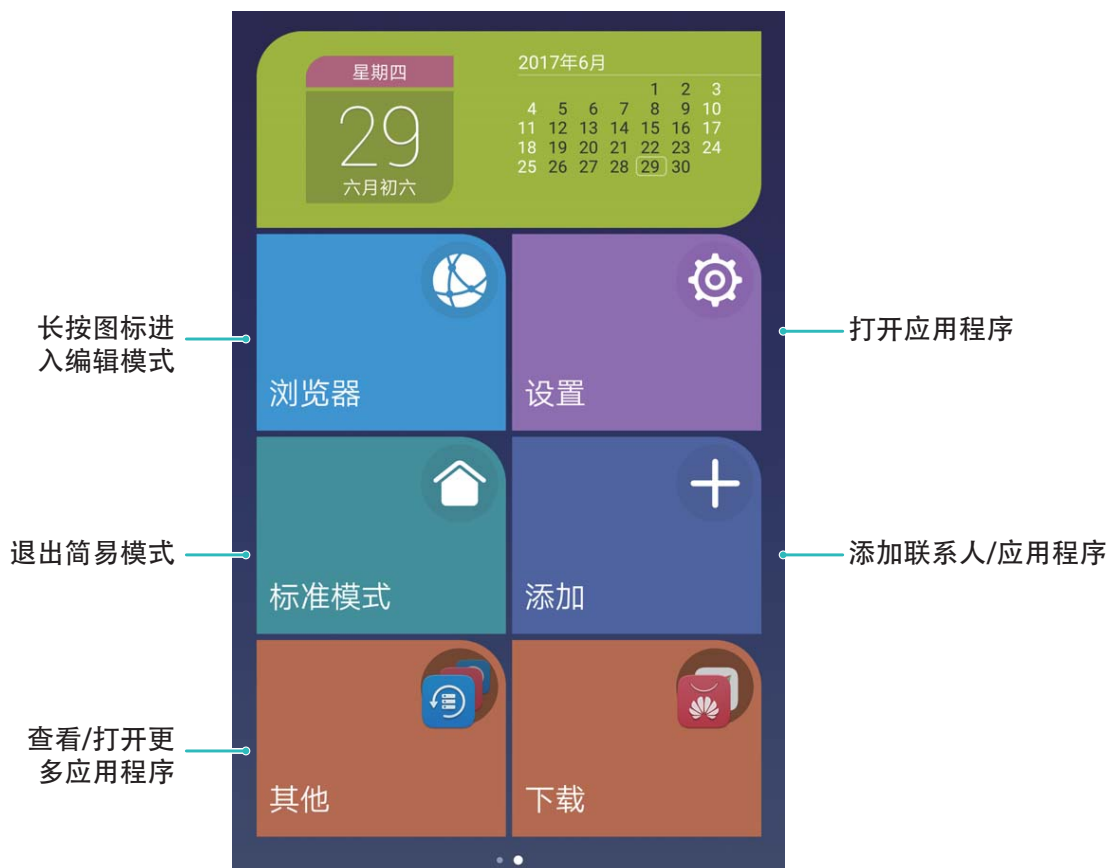 星期四
29
六月初六
2017年6月
1 2 3
4 5 6 7 8 9 10
11 12 13 14 15 16 17
18 19 20 21 22 23 24
25 26 27 28 29 30
长按图标进
入编辑模式
浏览器
设置
打开应用程序
退出简易模式
标准模式
添加
添加联系人/应用程序
查看/打开更
多应用程序
其他
下载